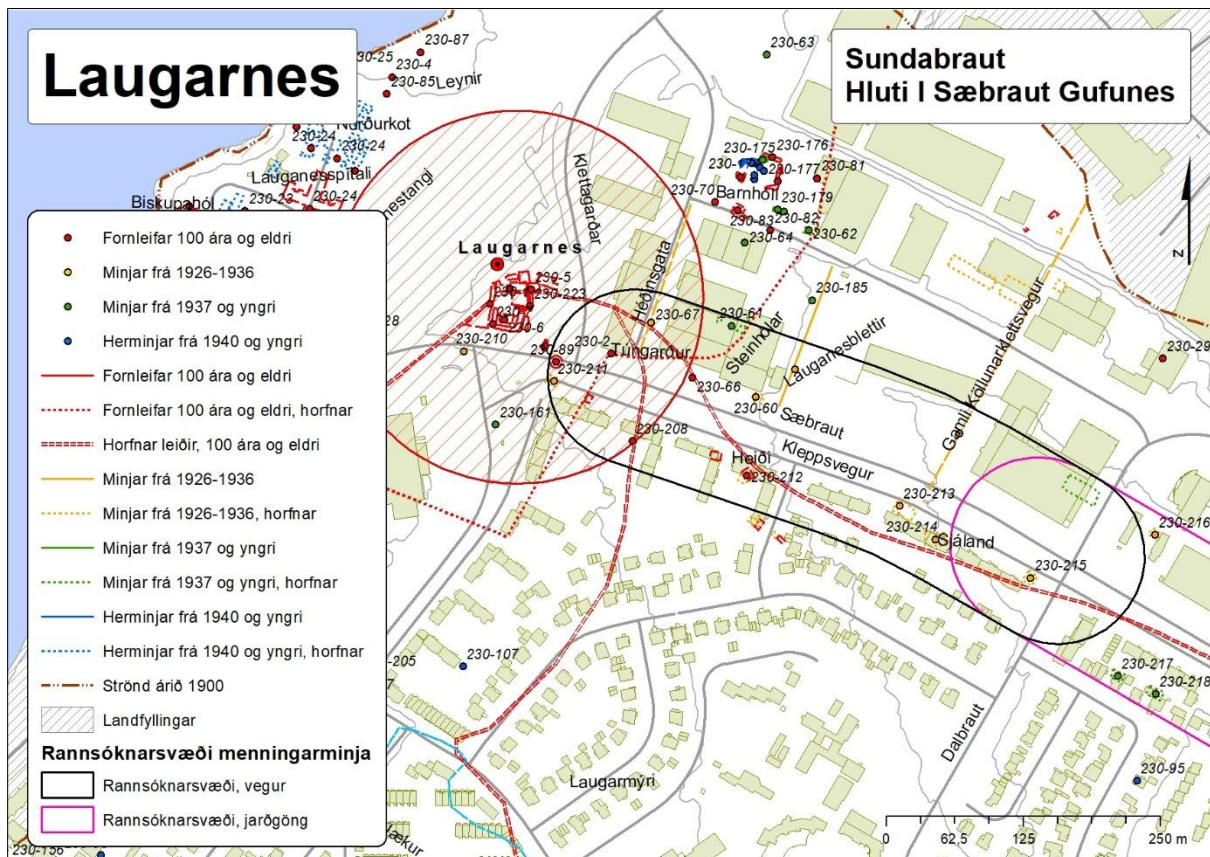 Laugarnes
Sundabraut
Hluti I Sæbraut Gufunes
230-87
230-25
230-4
230-85
Leynir
230-63
Norðurkot
230-24
230-24
Lauganesspítali
230-23
230-24
Biskupahól
nestangl
Klettagarðar
230-175
230-176
230-177
230-81
230-70
Barnhóll
230-179
230-83
230-82
230-62
230-64
Laugarnes
230-5
230-223
230-6
230-210
Héðinsgata
230-67
230-61
230-185
Steinhólar
Lauganesblettir
230-89
230-2
Túngarður
230-211
230-66
230-60
Gamli Köllunarklettsvegur
230-29
230-161
230-208
Sæbraut
Kleppsvegur
Heiði
230-212
230-213
230-214
Sjáland
230-215
230-216
230-217
230-218
-205
230-107
Dalbraut
Laugarmýri
230-95
lækur
230-156
N
Fornleifar 100 ára og eldri
Minjar frá 1926-1936
Minjar frá 1937 og yngri
Herminjar frá 1940 og yngri
Fornleifar 100 ára og eldri
Fornleifar 100 ára og eldri, horfnar
Horfnar leiðir, 100 ára og eldri
Minjar frá 1926-1936
Minjar frá 1926-1936, horfnar
Minjar frá 1937 og yngri
Minjar frá 1937 og yngri, horfnar
Herminjar frá 1940 og yngri
Herminjar frá 1940 og yngri, horfnar
Strönd árið 1900
Landfyllingar
Rannsóknarsvæði menningarminja
Rannsóknarsvæði, vegur
Rannsóknarsvæði, jarðgöng
0 62,5 125 250 m